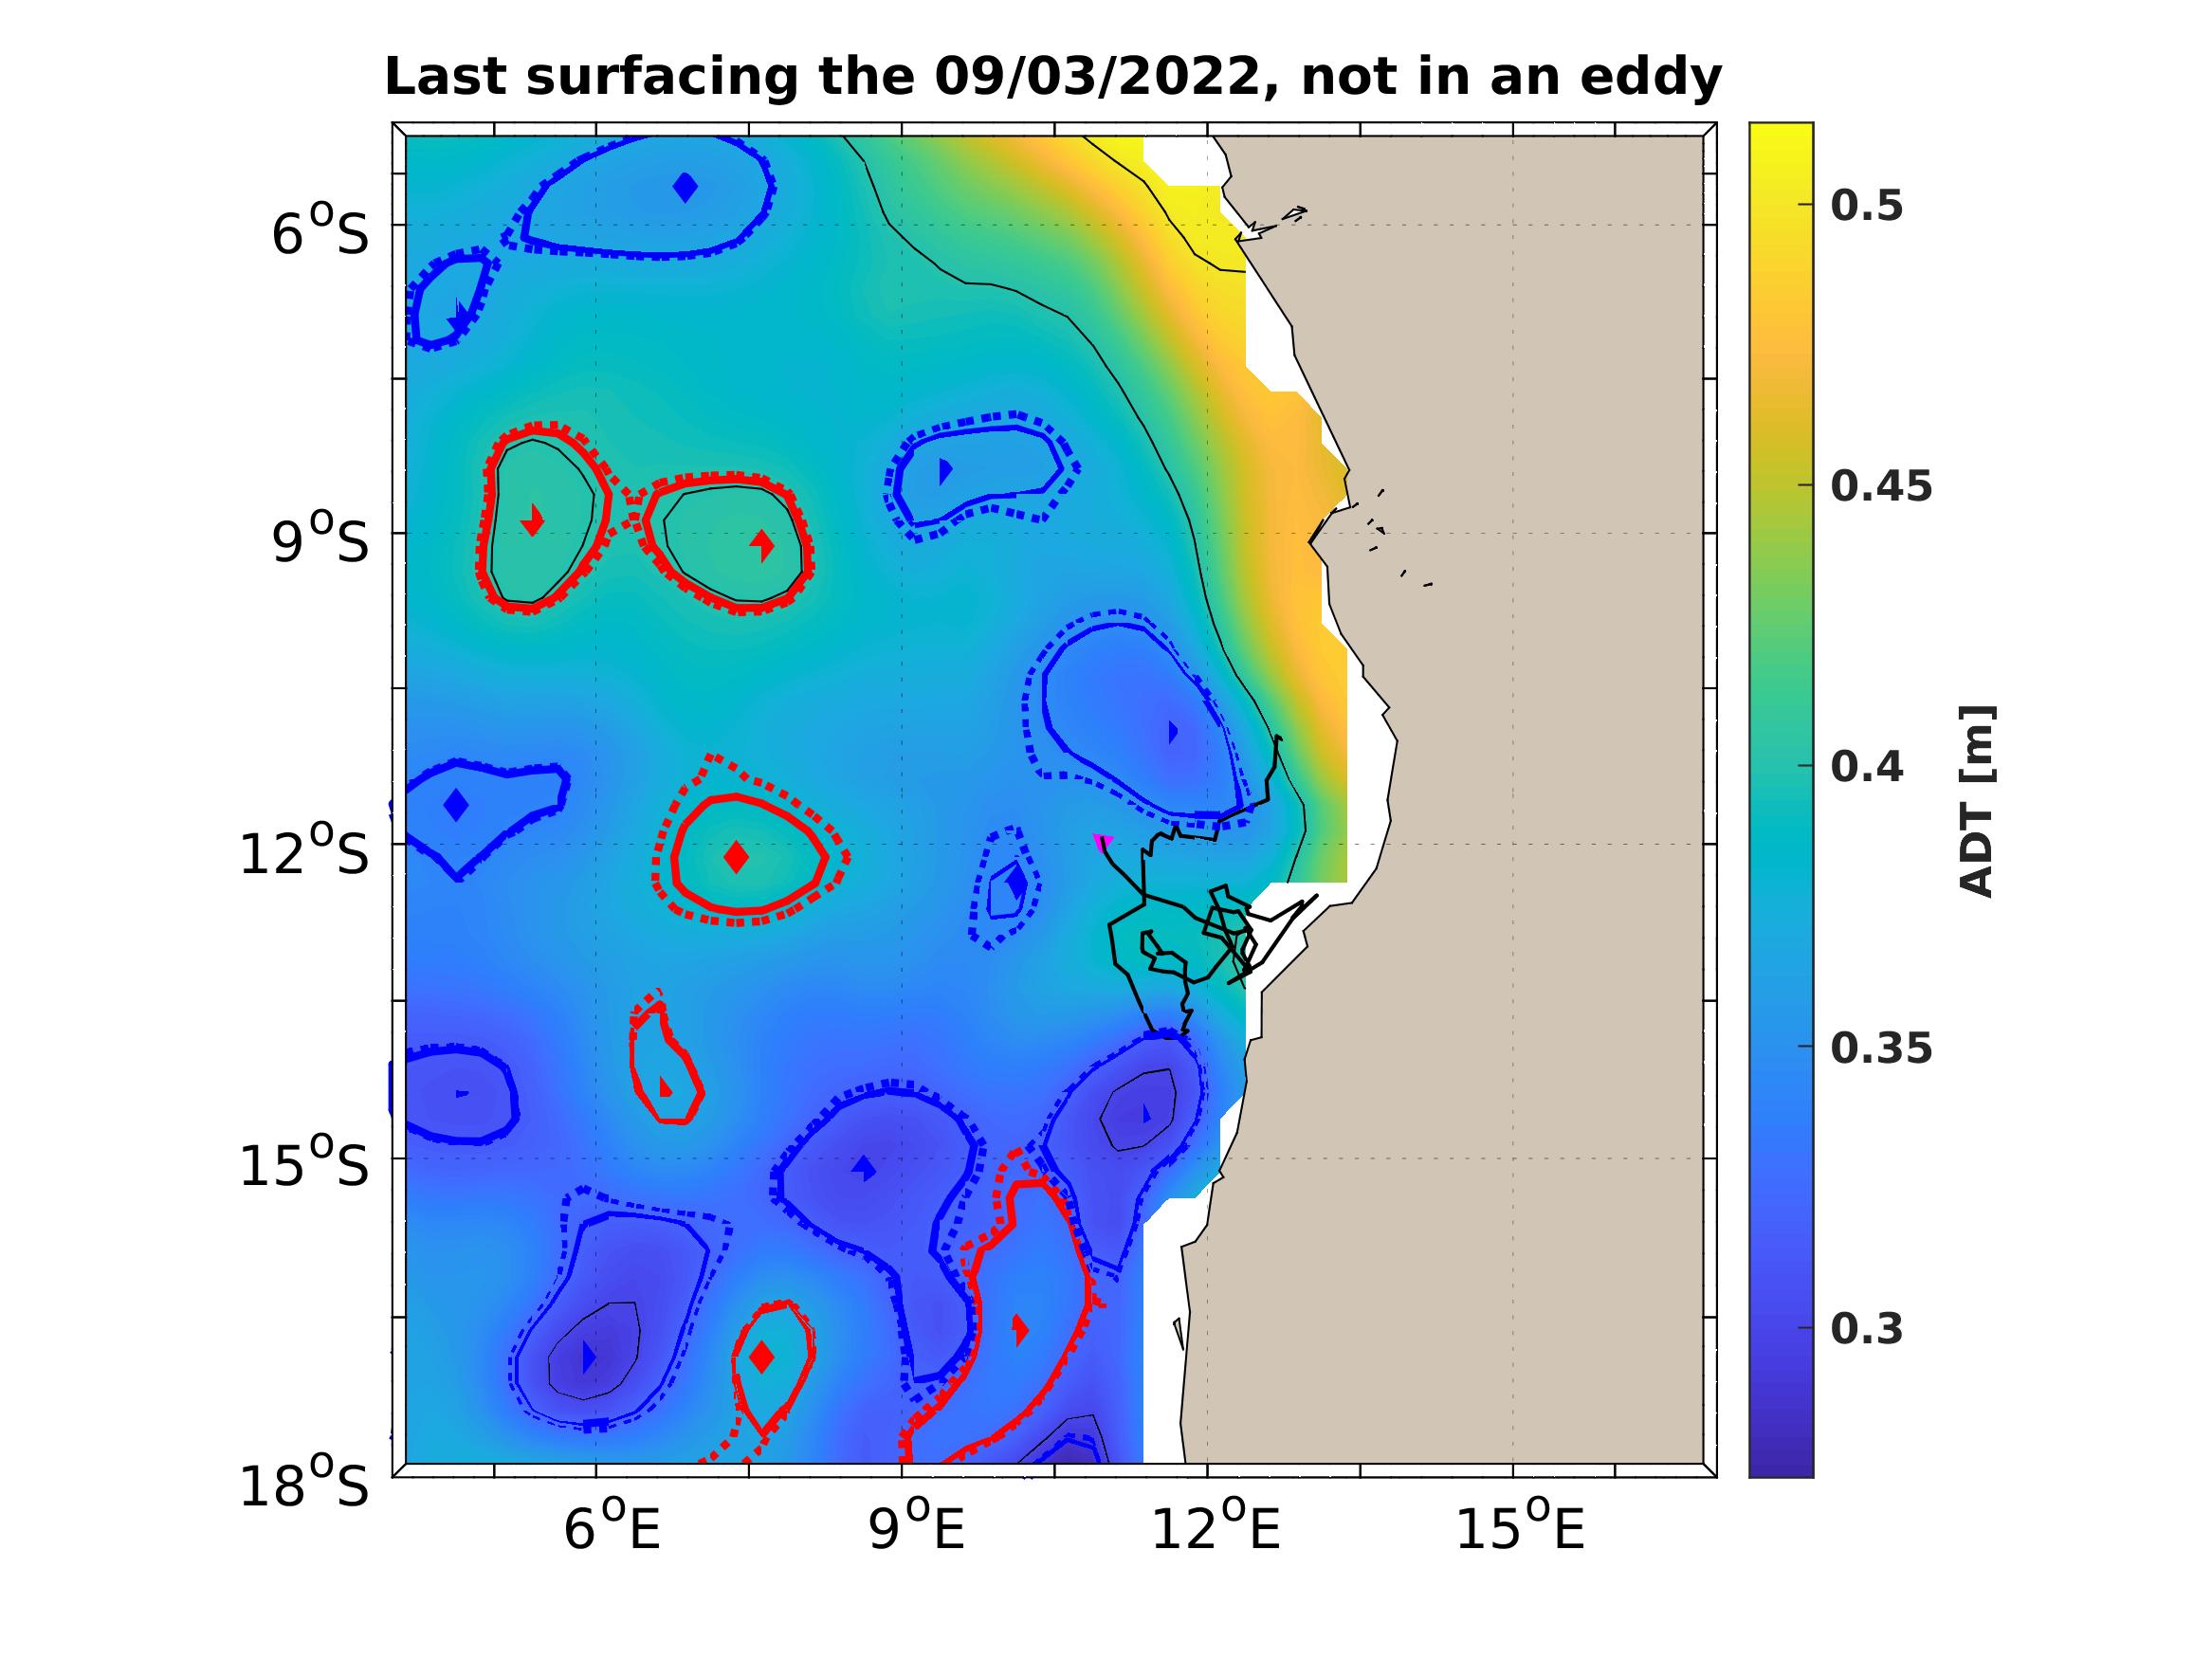 Last surfacing the 09/03/2022, not in an eddy
6°S
9°S
12°S
15°S
18°S
6°E
9°E
12°E
15°E
0.5
0.45
0.4
0.35
0.3
ADT [m]